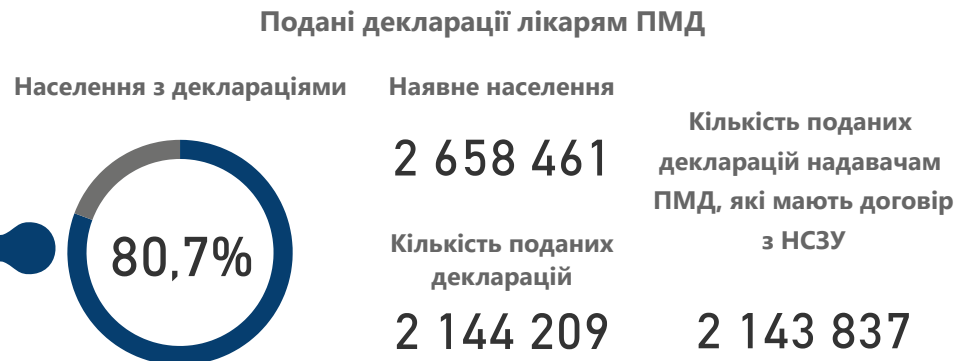 Подані декларації лікарям ПМД
Населення з деклараціями
80,7%
Наявне населення
2 658 461
Кількість поданих
декларацій
2 144 209
Кількість поданих
декларацій надавачам
ПМД, які мають договір
з НСЗУ
2 143 837